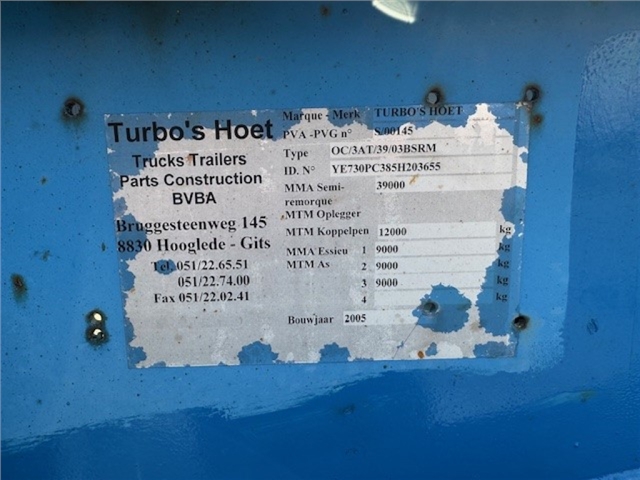 Turbo's Hoet
Trucks Trailers
Parts Construction
BVBA
Bruggesteenweg 145
8830 Hooglede - Gits
Tel. 051/22.65.51
051/22.74.00
Fax 051/22.02.41
Marque - Merk TURBO'S HOET
PVA -PVG n° S/00145
Type OC/3AT/39/03BSRM
ID. N° YE730PC385H203655
MMA Semi- 39000
remorque
MTM Oplegger
MTM Koppelpen 12000 kg
MMA Essieu 1 9000 kg
MTM As 2 9000 kg
3 9000 kg
4 kg
Bouwjaar 2005